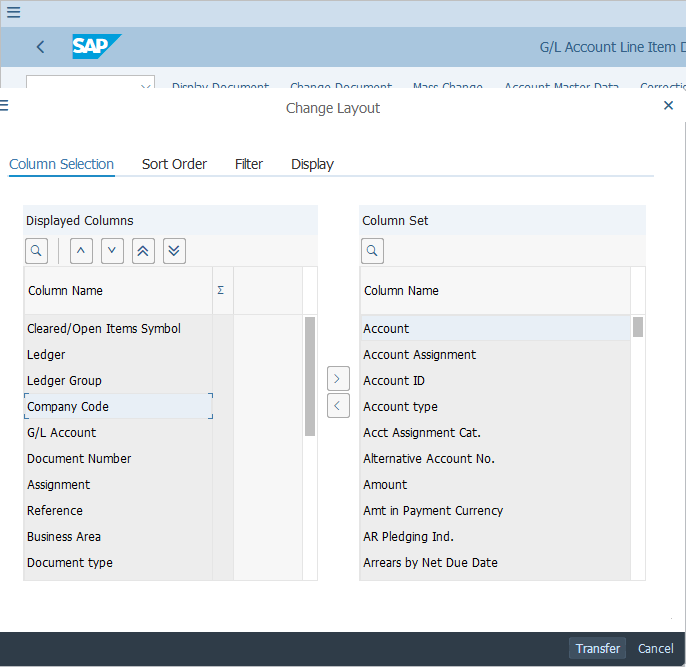 SAP
G/L Account Line Item D
Display Document Change Document Mass Change Account Master Data Correcti
Change Layout
Column Selection Sort Order Filter Display
Displayed Columns
Column Name Σ
Cleared/Open Items Symbol
Ledger
Ledger Group
Company Code
G/L Account
Document Number
Assignment
Reference
Business Area
Document type
Column Set
Column Name
Account
Account Assignment
Account ID
Account type
Acct Assignment Cat.
Alternative Account No.
Amount
Amt in Payment Currency
AR Pledging Ind.
Arrears by Net Due Date
Transfer Cancel